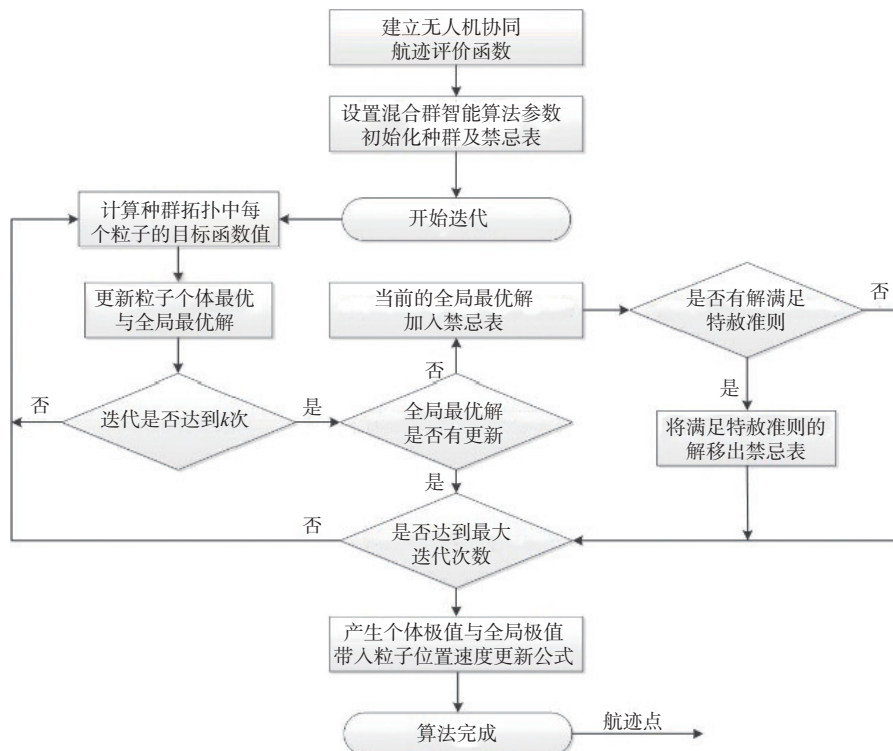 建立无人机协同
航迹评价函数
设置混合群智能算法参数
初始化种群及禁忌表
开始迭代
计算种群拓扑中每
个粒子的目标函数值
更新粒子个体最优
与全局最优解
迭代是否达到k次
否
是
全局最优解
是否有更新
否
是
当前的全局最优解
加入禁忌表
是否有解满足
特赦准则
否
是
将满足特赦准则的
解移出禁忌表
是否达到最大
迭代次数
否
产生个体极值与全局极值
带入粒子位置速度更新公式
算法完成
航迹点